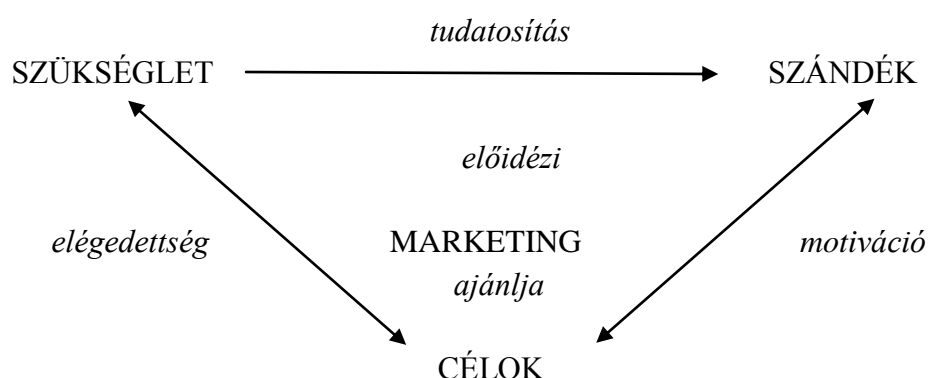 tudatosítás
SZÜKSÉGLET SZÁNDÉK
előidézi
elégedettség MARKETING motiváció
ajánlja
CÉLOK